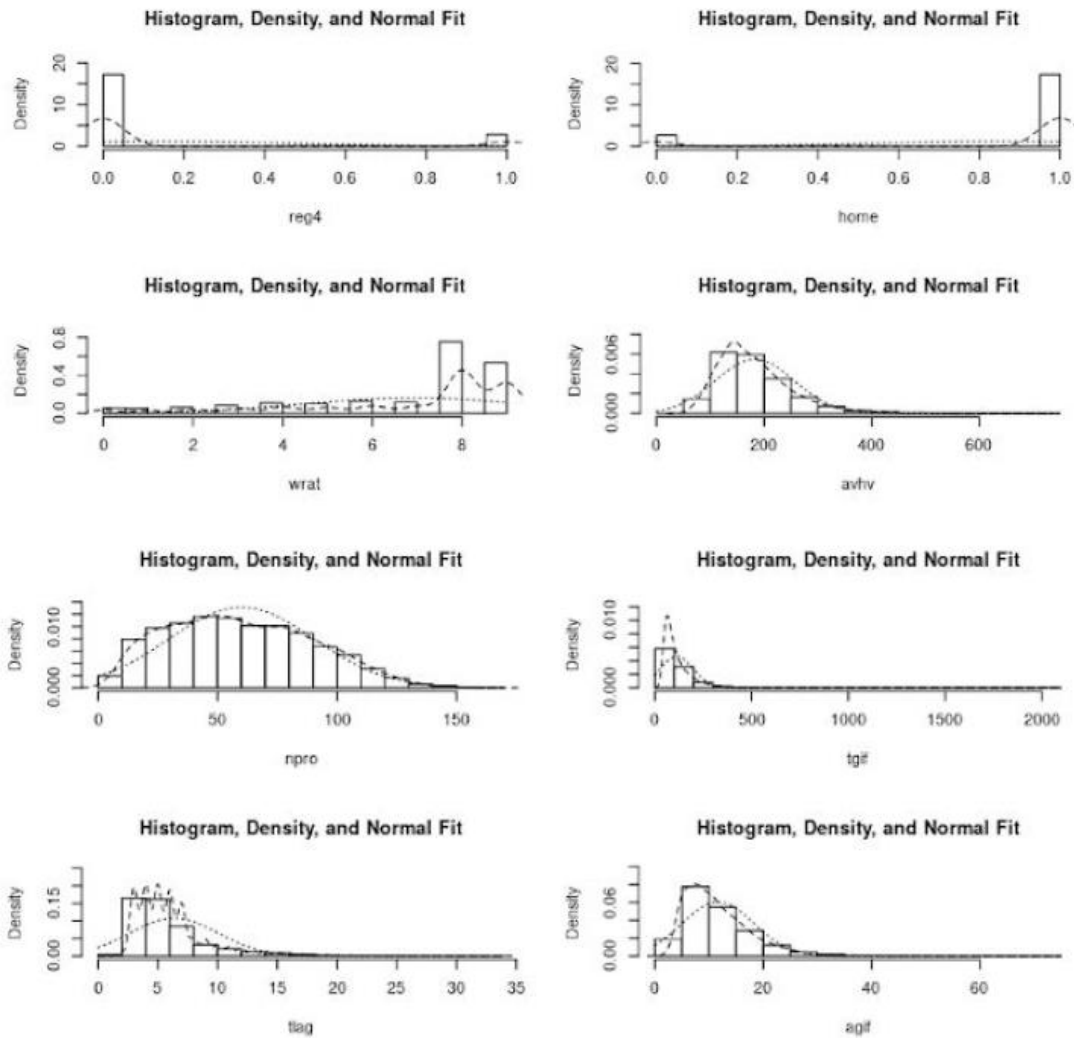 Histogram, Density, and Normal Fit
Density
0 10 20
0.0 0.2 0.4 0.6 0.8 1.0
reg4
Histogram, Density, and Normal Fit
Density
0 10 20
0.0 0.2 0.4 0.6 0.8 1.0
home
Histogram, Density, and Normal Fit
Density
0.0 0.4 0.8
0 2 4 6 8
wrat
Histogram, Density, and Normal Fit
Density
0.000 0.006
0 200 400 600
avhv
Histogram, Density, and Normal Fit
Density
0.000 0.010
0 50 100 150
npro
Histogram, Density, and Normal Fit
Density
0.000 0.010
0 500 1000 1500 2000
tgif
Histogram, Density, and Normal Fit
Density
0.00 0.15
0 5 10 15 20 25 30 35
tlag
Histogram, Density, and Normal Fit
Density
0.00 0.06
0 20 40 60
agif